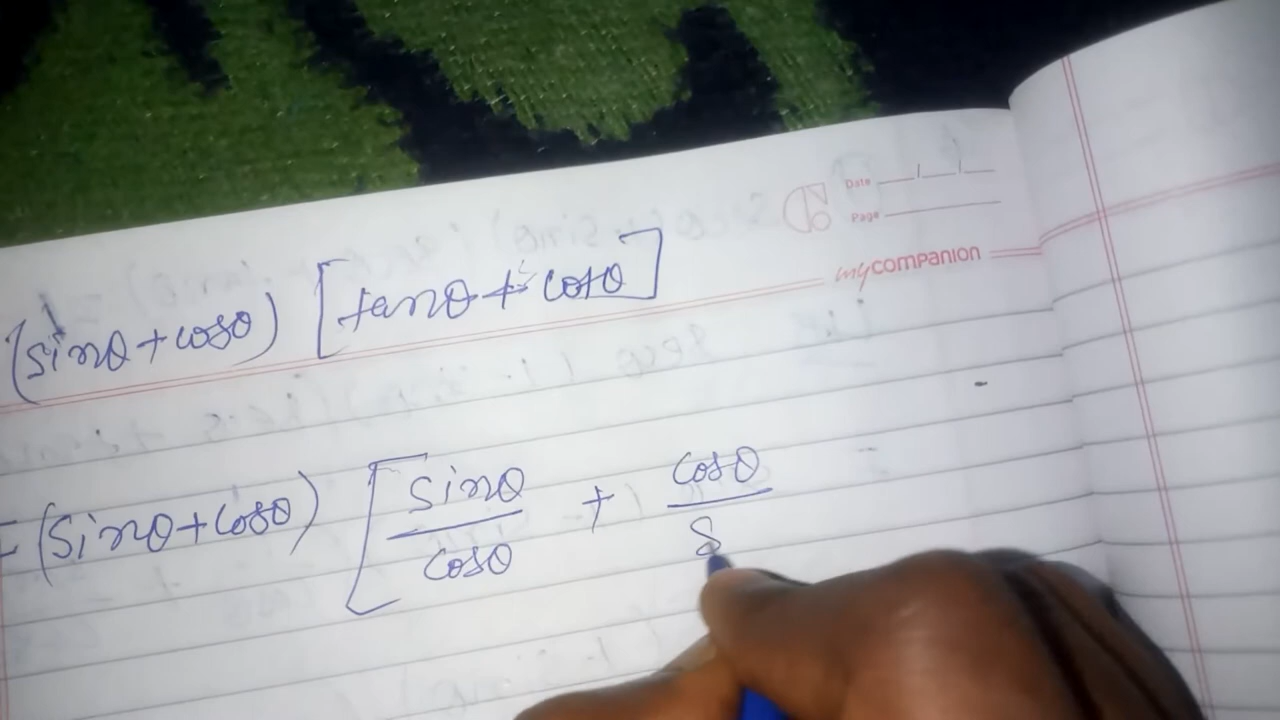 Date
Page
mycompanion
(sinθ + cosθ) [tanθ + cotθ]
= (sinθ + cosθ) [sinθ/cosθ + cosθ/s